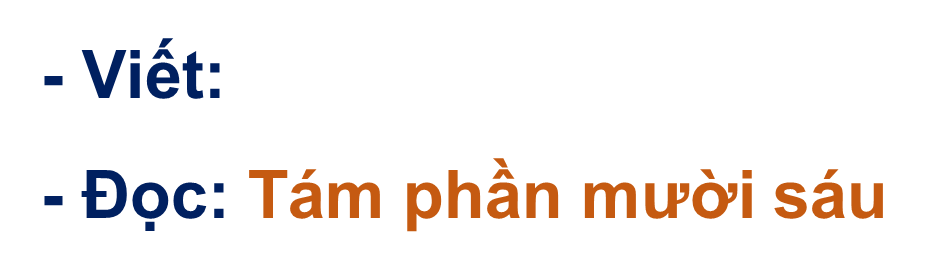 - Viết:
- Đọc: Tám phần mười sáu